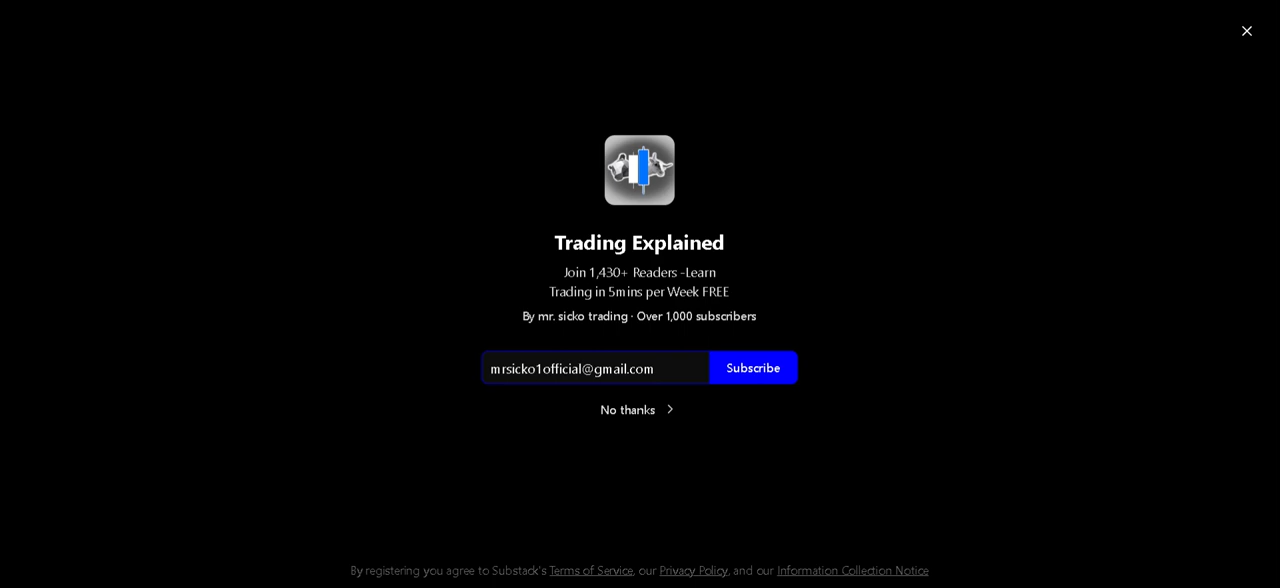 Trading Explained
Join 1,430+ Readers -Learn
Trading in 5mins per Week FREE
By mr. sicko trading · Over 1,000 subscribers
mrsicko1official@gmail.com
Subscribe
No thanks
By registering you agree to Substack's Terms of Service, our Privacy Policy, and our Information Collection Notice